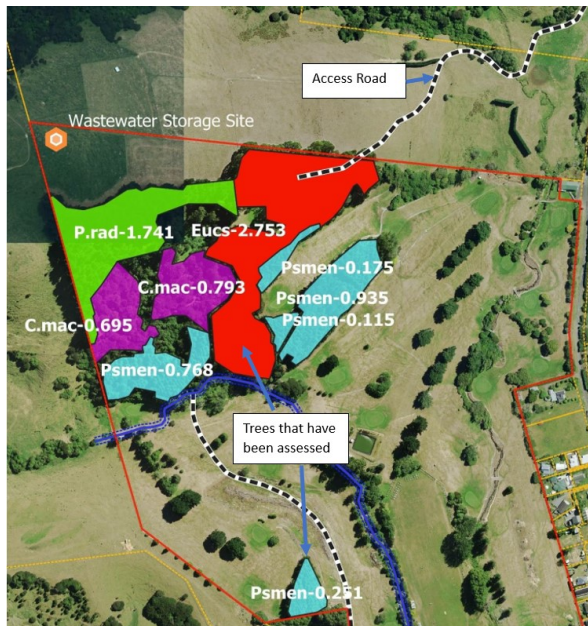 Access Road
Wastewater Storage Site
P.rad-1.741
Eucs-2.753
Psmen-0.175
C.mac-0.793
Psmen-0.935
C.mac-0.695
Psmen-0.115
Psmen-0.768
Trees that have
been assessed
Psmen-0.251